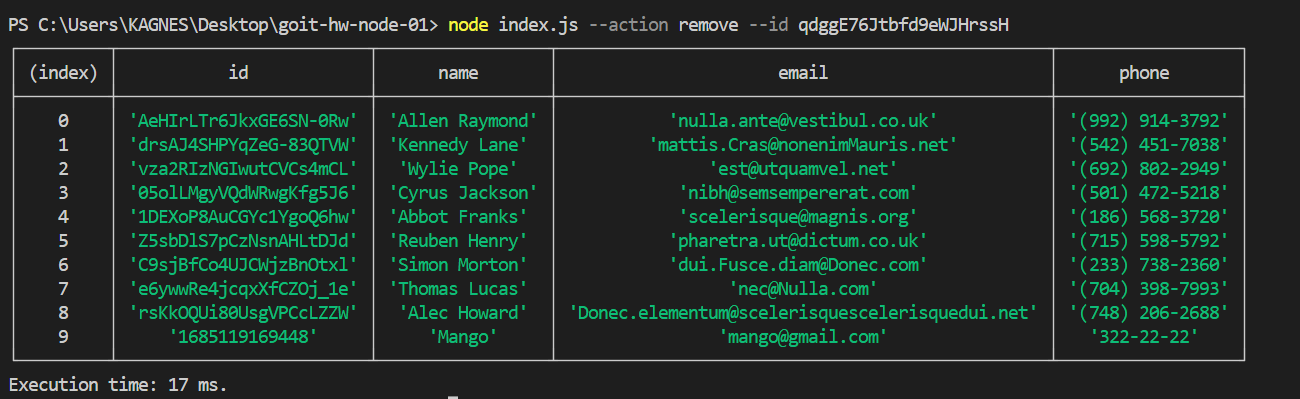 PS C:\Users\KAGNES\Desktop\goit-hw-node-01> node index.js --action remove --id qdggE76Jtbfd9eWJHrssH
(index) id name email phone
0 'AeHIrLTr6JkxGE6SN-0Rw' 'Allen Raymond' 'nulla.ante@vestibul.co.uk' '(992) 914-3792'
1 'drsAJ4SHPYqZeG-83QTVW' 'Kennedy Lane' 'mattis.Cras@nonenimMauris.net' '(542) 451-7038'
2 'vza2RIzNGIwutCVCs4mCL' 'Wylie Pope' 'est@utquamvel.net' '(692) 802-2949'
3 '05olLMgyVQdWRwgKfg5J6' 'Cyrus Jackson' 'nibh@semsempererat.com' '(501) 472-5218'
4 '1DEXoP8AuCGYc1YgoQ6hw' 'Abbot Franks' 'scelerisque@magnis.org' '(186) 568-3720'
5 'Z5sbDlS7pCzNsnAHLtDJd' 'Reuben Henry' 'pharetra.ut@dictum.co.uk' '(715) 598-5792'
6 'C9sjBfCo4UJCWjzBnOtxl' 'Simon Morton' 'dui.Fusce.diam@Donec.com' '(233) 738-2360'
7 'e6ywwRe4jcqxXfCZOj_1e' 'Thomas Lucas' 'nec@Nulla.com' '(704) 398-7993'
8 'rsKkOQUi80UsgVPCcLZZW' 'Alec Howard' 'Donec.elementum@scelerisquescelerisquedui.net' '(748) 206-2688'
9 '1685119169448' 'Mango' 'mango@gmail.com' '322-22-22'
Execution time: 17 ms.